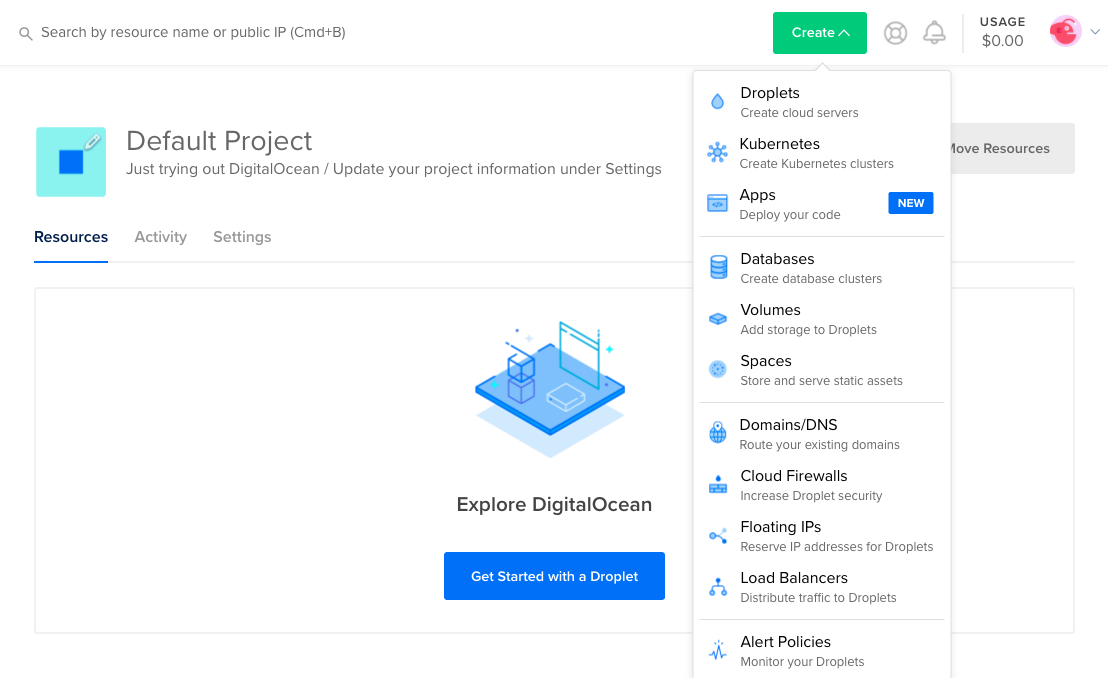 Search by resource name or public IP (Cmd+B)
Create
USAGE
$0.00
Default Project
Just trying out DigitalOcean / Update your project information under Settings
Move Resources
Resources
Activity
Settings
Explore DigitalOcean
Get Started with a Droplet
Droplets
Create cloud servers
Kubernetes
Create Kubernetes clusters
Apps
Deploy your code
NEW
Databases
Create database clusters
Volumes
Add storage to Droplets
Spaces
Store and serve static assets
Domains/DNS
Route your existing domains
Cloud Firewalls
Increase Droplet security
Floating IPs
Reserve IP addresses for Droplets
Load Balancers
Distribute traffic to Droplets
Alert Policies
Monitor your Droplets